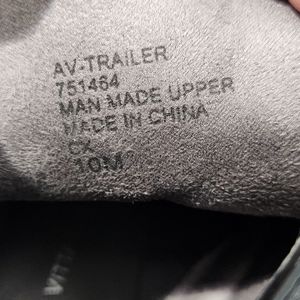 AV-TRAILER
751464
MAN MADE UPPER
MADE IN CHINA
CX
10M